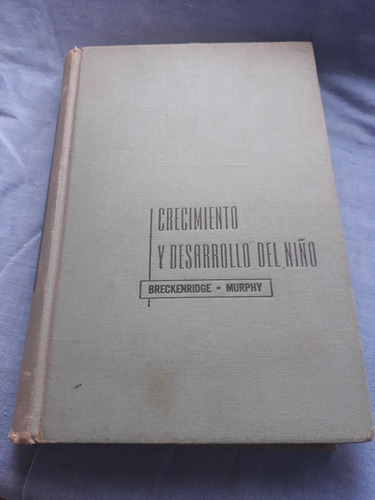 CRECIMIENTO
Y DESARROLLO DEL NIÑO
BRECKENRIDGE • MURPHY